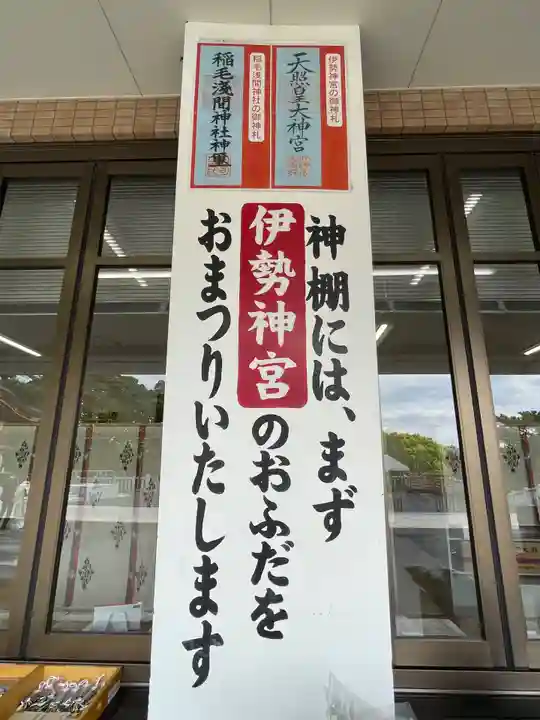 伊勢神宮の御神札
天照皇大神宮
稲毛浅間神社の御神札
稲毛浅間神社神璽
神棚には、まず
伊勢神宮のおふだを
おまつりいたします